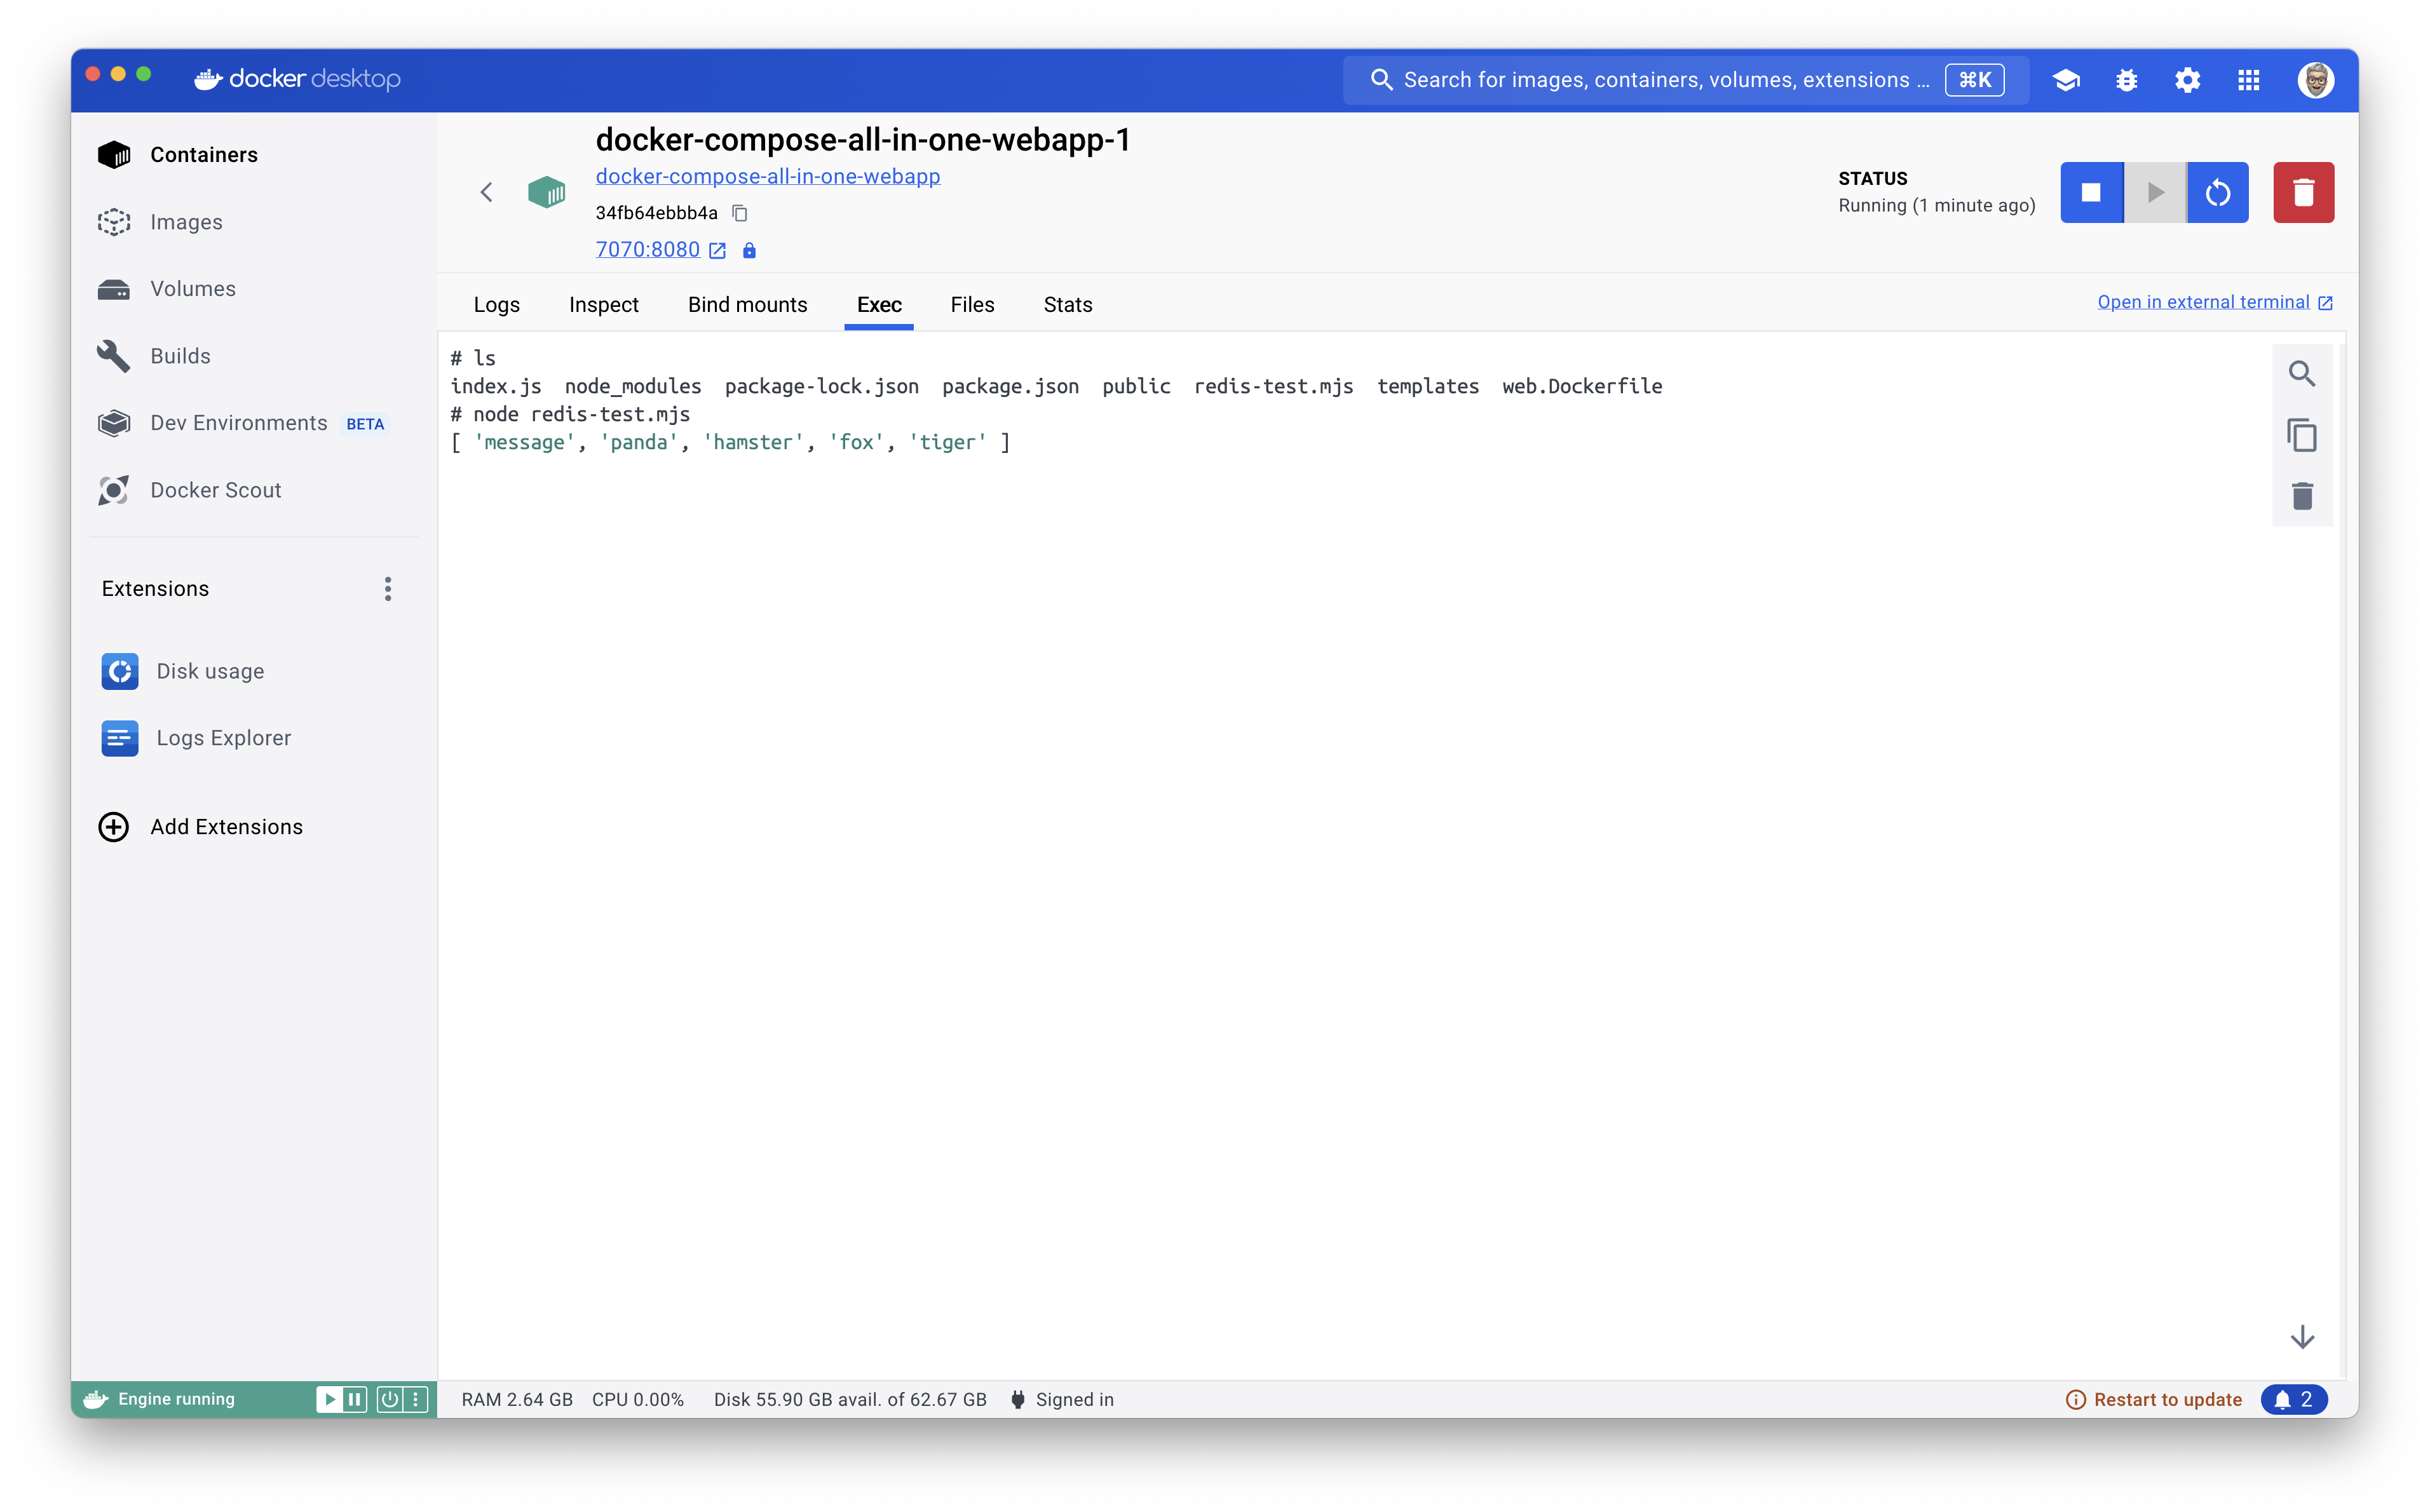 docker desktop
Search for images, containers, volumes, extensions ... ⌘K
Containers
Images
Volumes
Builds
Dev Environments BETA
Docker Scout
Extensions
Disk usage
Logs Explorer
Add Extensions
docker-compose-all-in-one-webapp-1
docker-compose-all-in-one-webapp
34fb64ebbb4a
7070:8080
STATUS
Running (1 minute ago)
Logs Inspect Bind mounts Exec Files Stats
Open in external terminal
# ls
index.js node_modules package-lock.json package.json public redis-test.mjs templates web.Dockerfile
# node redis-test.mjs
[ 'message', 'panda', 'hamster', 'fox', 'tiger' ]
Engine running
RAM 2.64 GB CPU 0.00% Disk 55.90 GB avail. of 62.67 GB Signed in
Restart to update 2